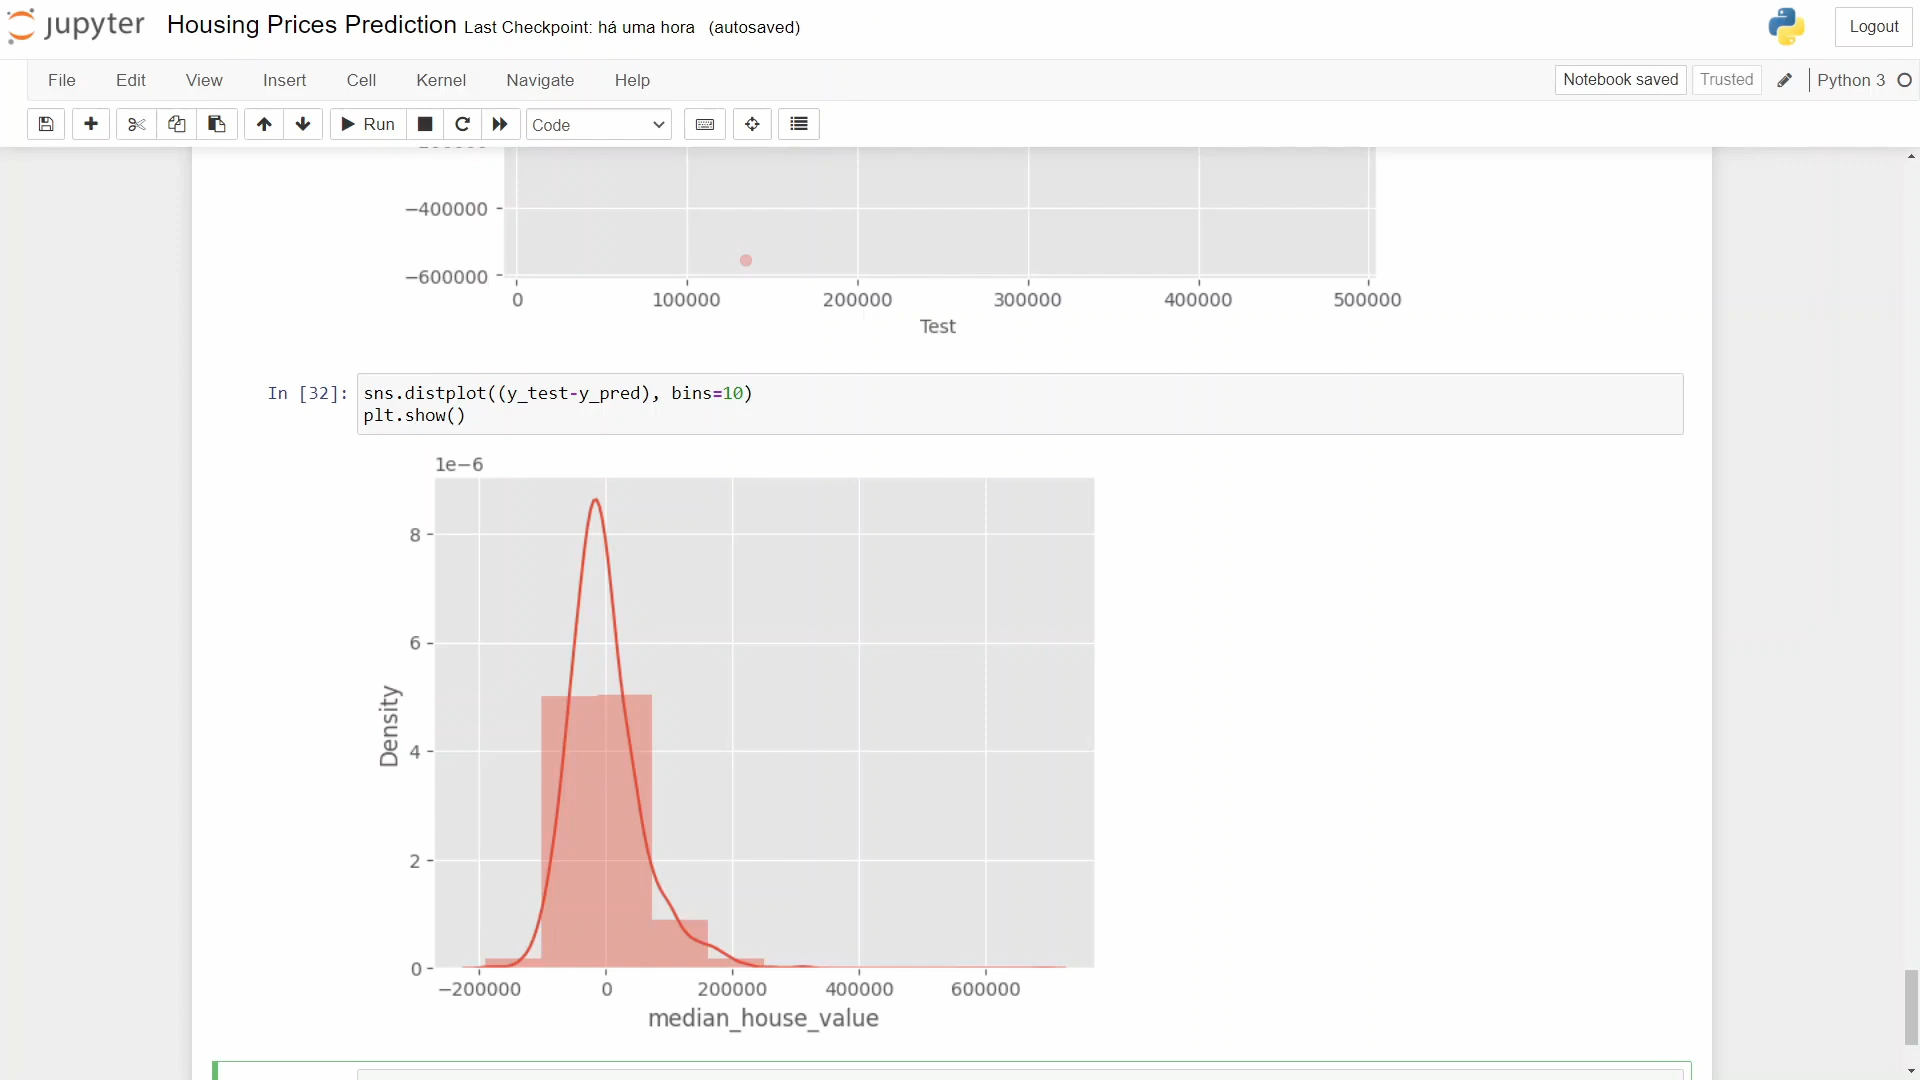 jupyter Housing Prices Prediction Last Checkpoint: há uma hora (autosaved) Logout
File Edit View Insert Cell Kernel Navigate Help Notebook saved Trusted Python 3
Run Code
−400000
−600000
0 100000 200000 300000 400000 500000
Test
In [32]: sns.distplot((y_test-y_pred), bins=10)
plt.show()
1e−6
8
6
4
2
0
Density
−200000 0 200000 400000 600000
median_house_value